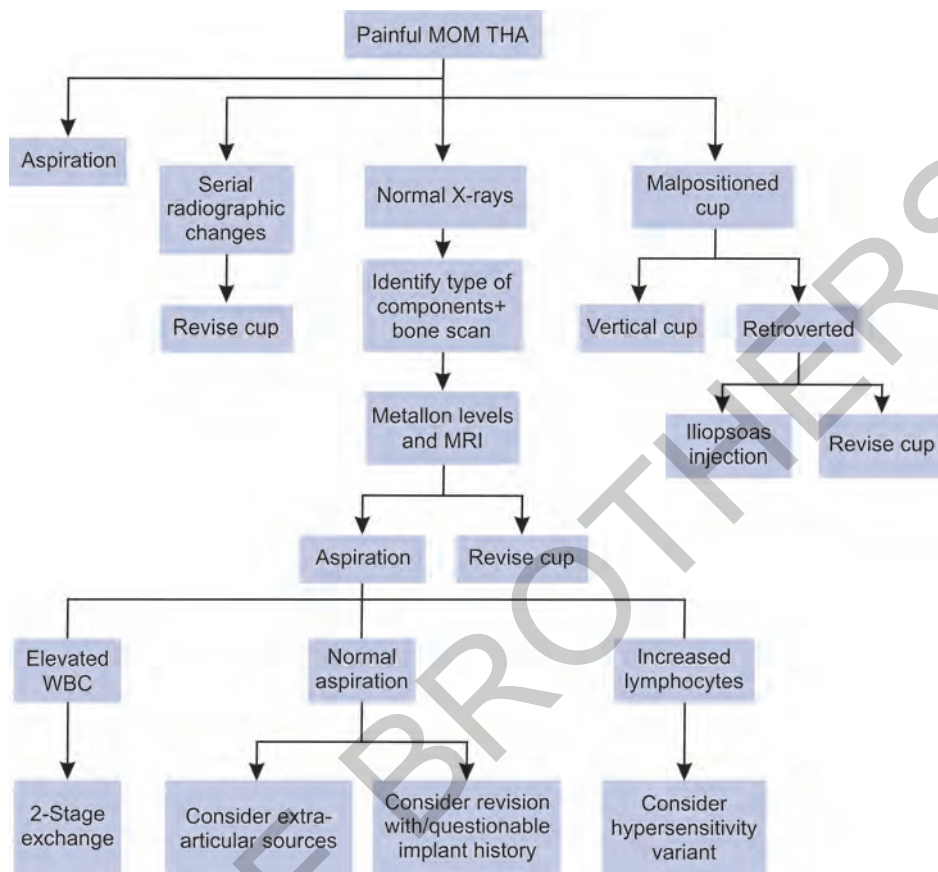 Painful MOM THA
Aspiration
Serial
radiographic
changes
Normal X-rays
Malpositioned
cup
Revise cup
Identify type of
components+
bone scan
Vertical cup
Retroverted
Metallon levels
and MRI
Iliopsoas
injection
Revise cup
Aspiration
Revise cup
Elevated
WBC
Normal
aspiration
Increased
lymphocytes
2-Stage
exchange
Consider extra-
articular sources
Consider revision
with/questionable
implant history
Consider
hypersensitivity
variant
E BROTHERS